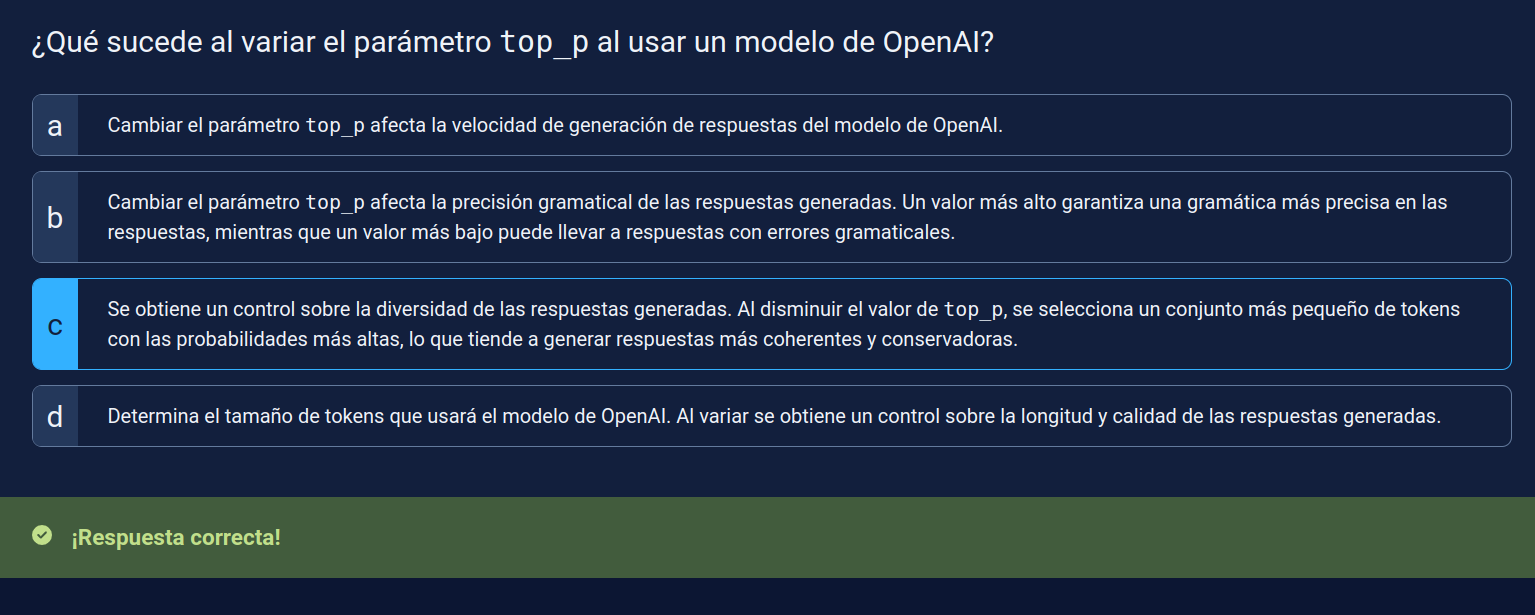 ¿Qué sucede al variar el parámetro top_p al usar un modelo de OpenAI?
a
Cambiar el parámetro top_p afecta la velocidad de generación de respuestas del modelo de OpenAI.
b
Cambiar el parámetro top_p afecta la precisión gramatical de las respuestas generadas. Un valor más alto garantiza una gramática más precisa en las
respuestas, mientras que un valor más bajo puede llevar a respuestas con errores gramaticales.
c
Se obtiene un control sobre la diversidad de las respuestas generadas. Al disminuir el valor de top_p, se selecciona un conjunto más pequeño de tokens
con las probabilidades más altas, lo que tiende a generar respuestas más coherentes y conservadoras.
d
Determina el tamaño de tokens que usará el modelo de OpenAI. Al variar se obtiene un control sobre la longitud y calidad de las respuestas generadas.
¡Respuesta correcta!